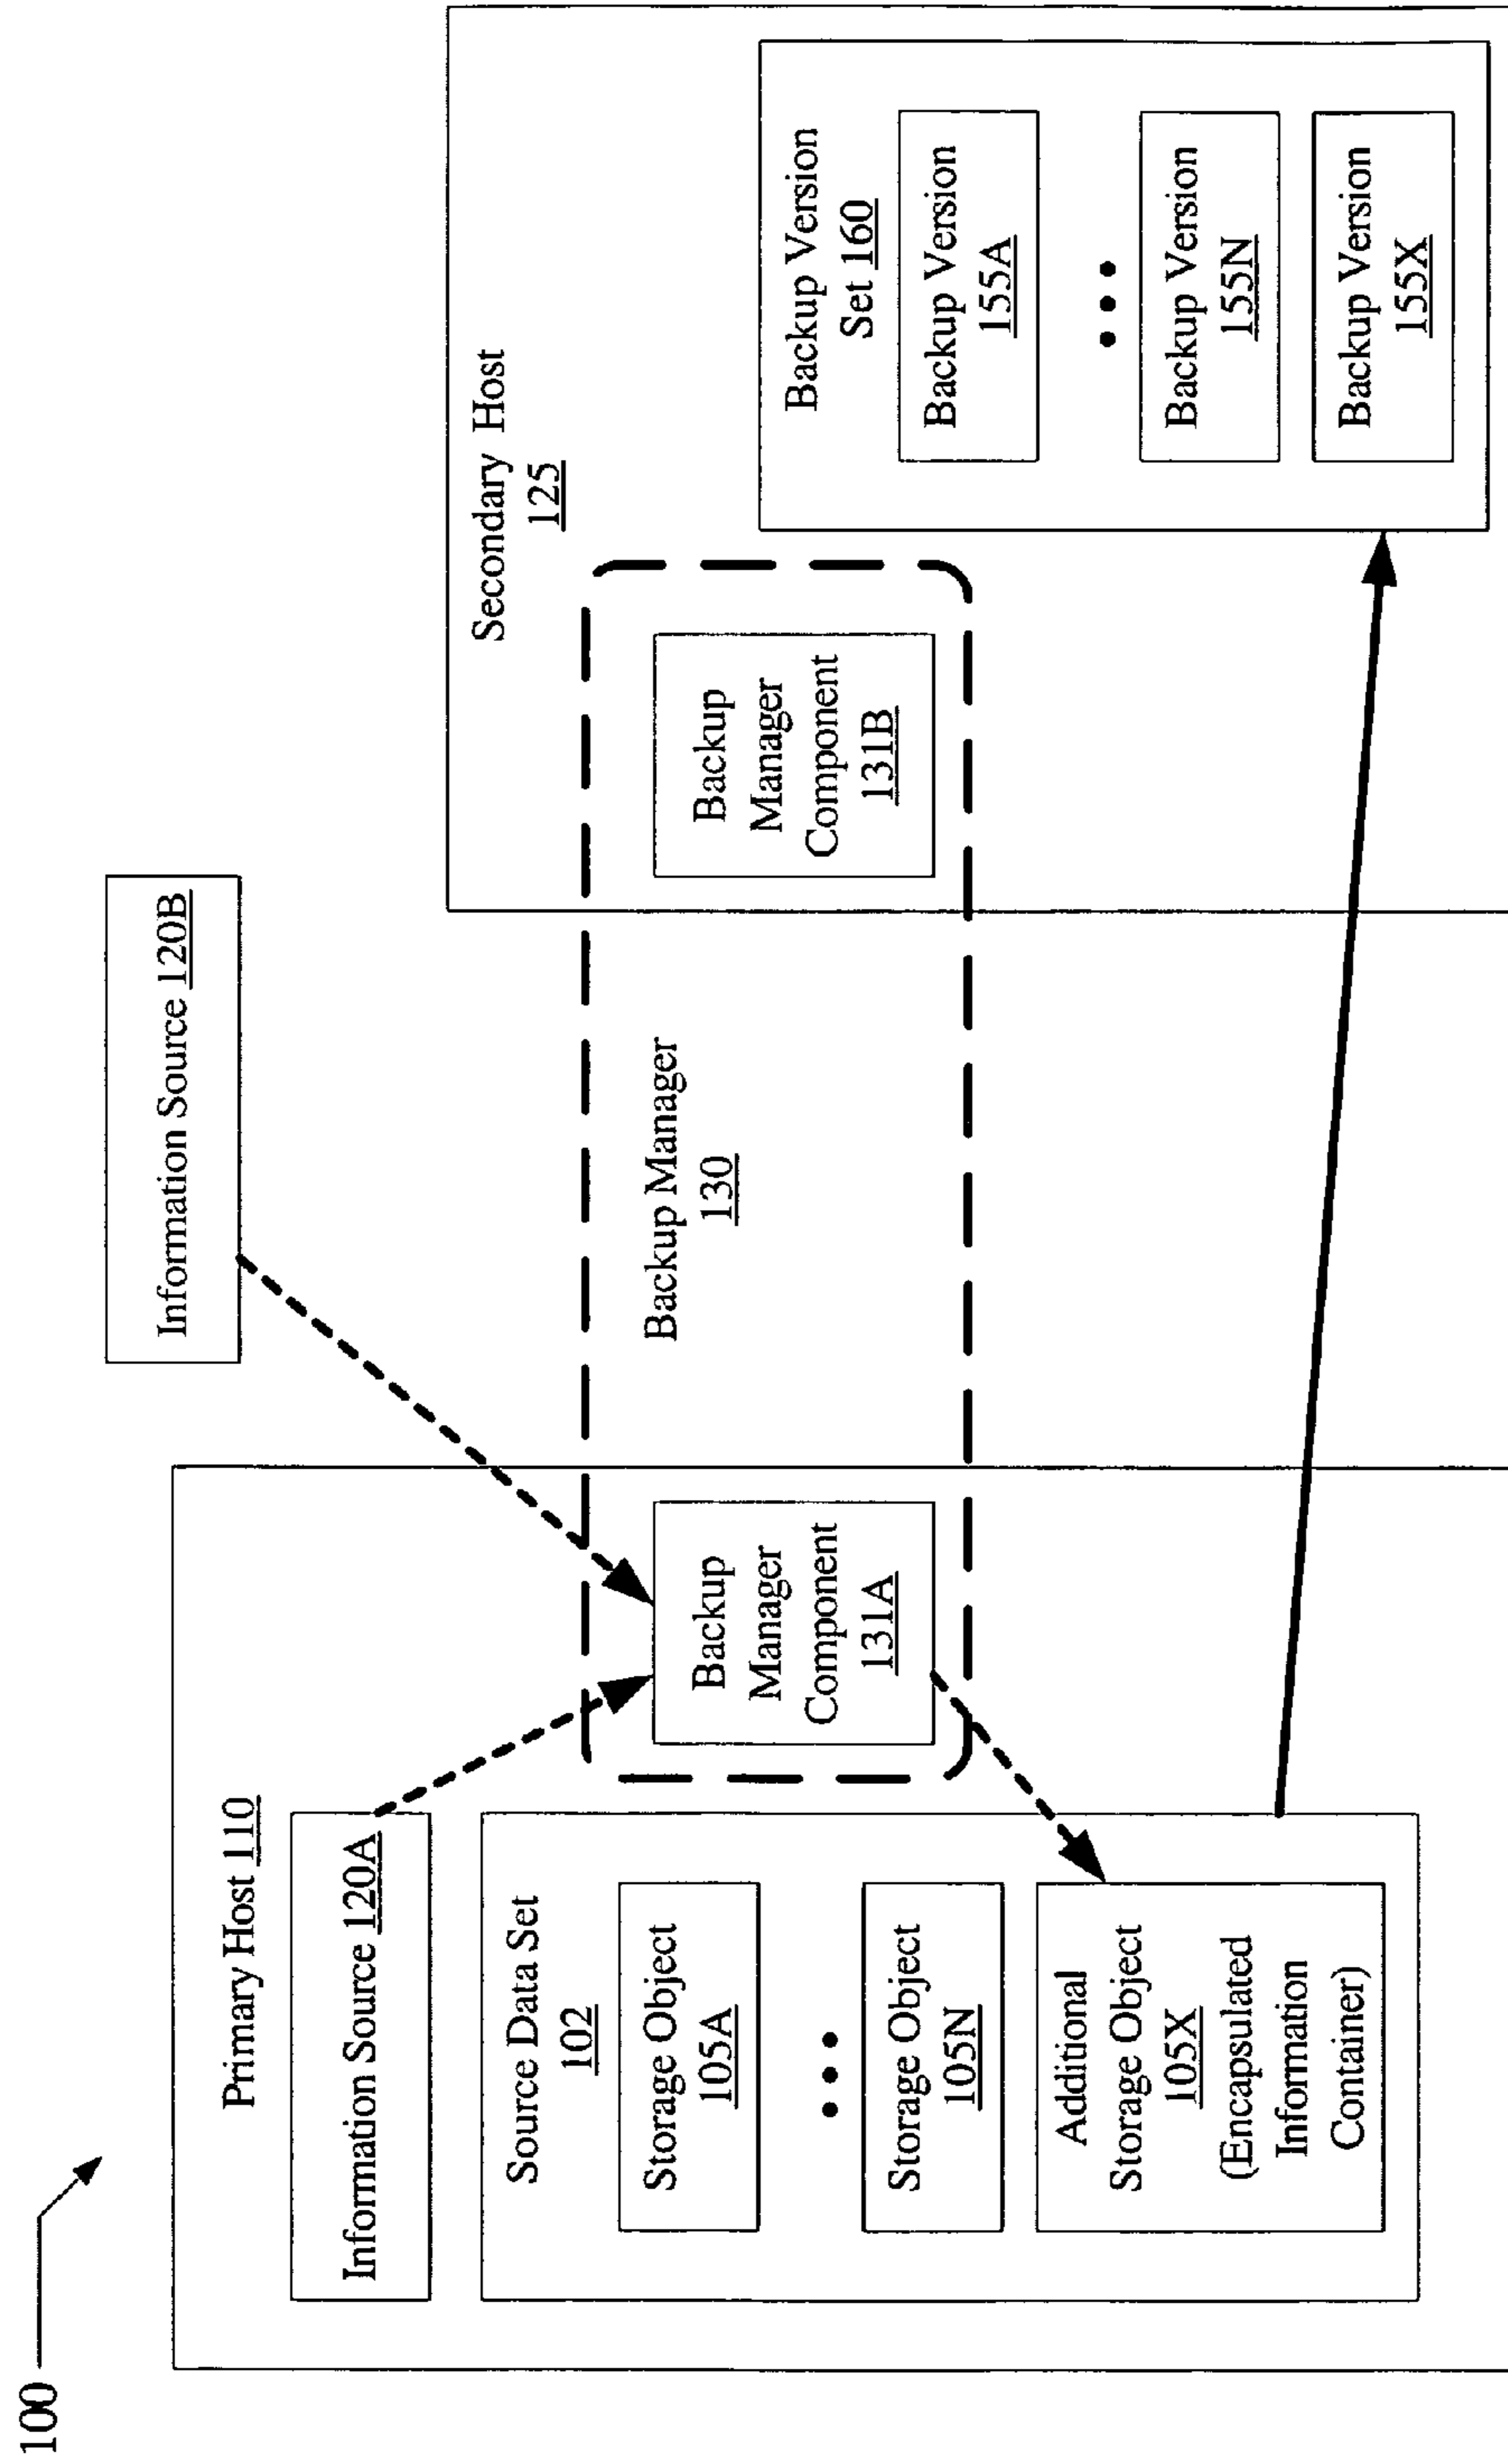 100
Primary Host 110
Information Source 120A
Source Data Set
102
Storage Object
105A
•••
Storage Object
105N
Additional
Storage Object
105X
(Encapsulated
Information
Container)
Backup
Manager
Component
131A
Backup Manager
130
Information Source 120B
Secondary Host
125
Backup
Manager
Component
131B
Backup Version
Set 160
Backup Version
155A
•••
Backup Version
155N
Backup Version
155X